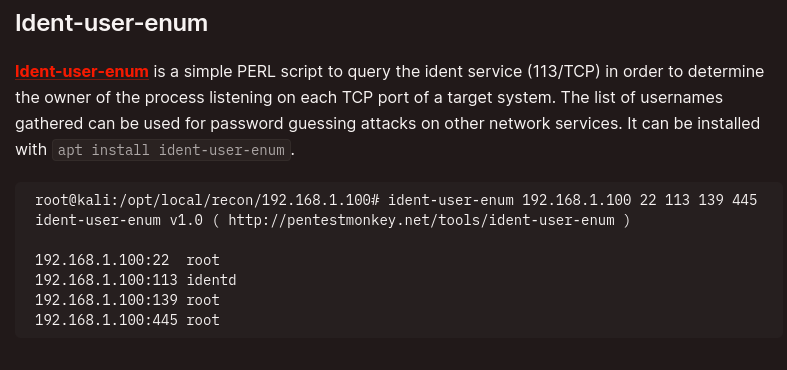 Ident-user-enum
Ident-user-enum is a simple PERL script to query the ident service (113/TCP) in order to determine
the owner of the process listening on each TCP port of a target system. The list of usernames
gathered can be used for password guessing attacks on other network services. It can be installed
with apt install ident-user-enum.
root@kali:/opt/local/recon/192.168.1.100# ident-user-enum 192.168.1.100 22 113 139 445
ident-user-enum v1.0 ( http://pentestmonkey.net/tools/ident-user-enum )
192.168.1.100:22  root
192.168.1.100:113 identd
192.168.1.100:139 root
192.168.1.100:445 root